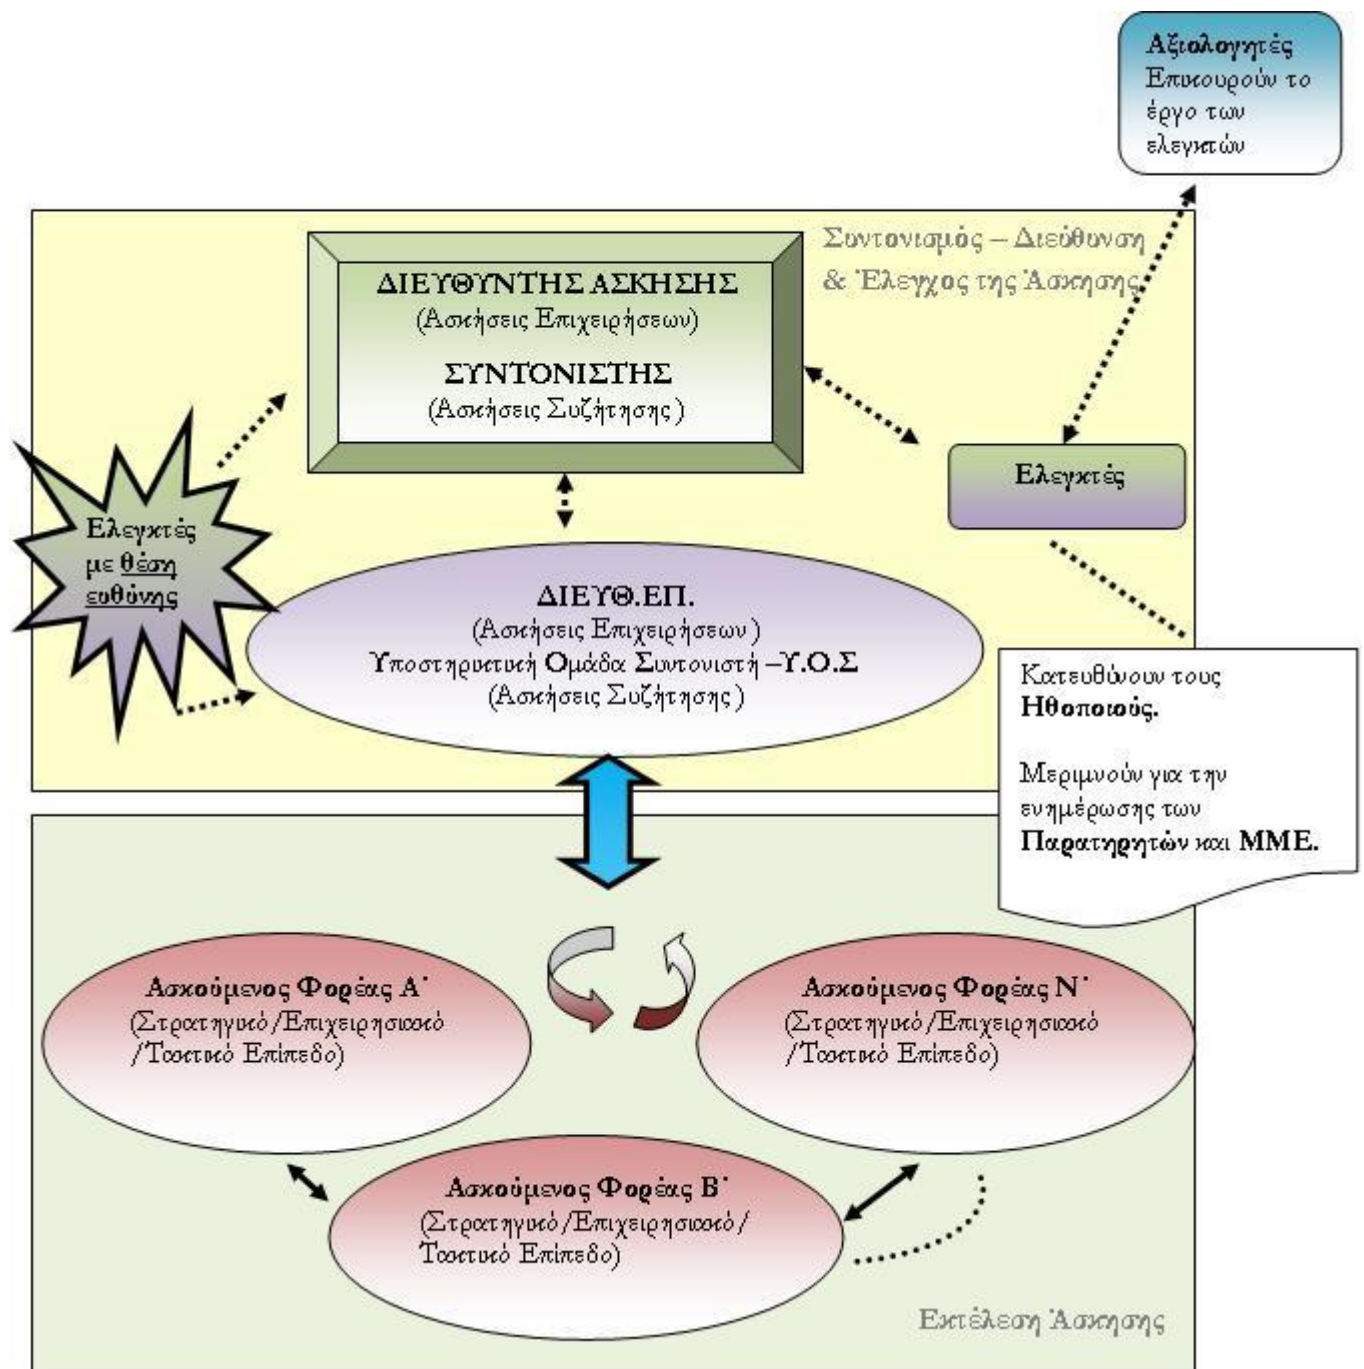 Αξιολογητές
Επικουρούν το
έργο των
ελεγκτών
Συντονισμός – Διεύθυνση
& Έλεγχος της Άσκησης
ΔΙΕΥΘΥΝΤΗΣ ΑΣΚΗΣΗΣ
(Ασκήσεις Επιχειρήσεων)
ΣΥΝΤΟΝΙΣΤΗΣ
(Ασκήσεις Συζήτησης )
Ελεγκτές
Ελεγκτές
με θέση
ευθύνης
ΔΙΕΥΘ.ΕΠ.
(Ασκήσεις Επιχειρήσεων )
Υποστηρικτική Ομάδα Συντονιστή –Υ.Ο.Σ
(Ασκήσεις Συζήτησης )
Κατευθύνουν τους
Ηθοποιούς.
Μεριμνούν για την
ενημέρωσης των
Παρατηρητών και ΜΜΕ.
Ασκούμενος Φορέας Α΄
(Στρατηγικό/Επιχειρησιακό
/Τακτικό Επίπεδο)
Ασκούμενος Φορέας Ν΄
(Στρατηγικό/Επιχειρησιακό
/Τακτικό Επίπεδο)
Ασκούμενος Φορέας Β΄
(Στρατηγικό/Επιχειρησιακό/
Τακτικό Επίπεδο)
Εκτέλεση Άσκησης